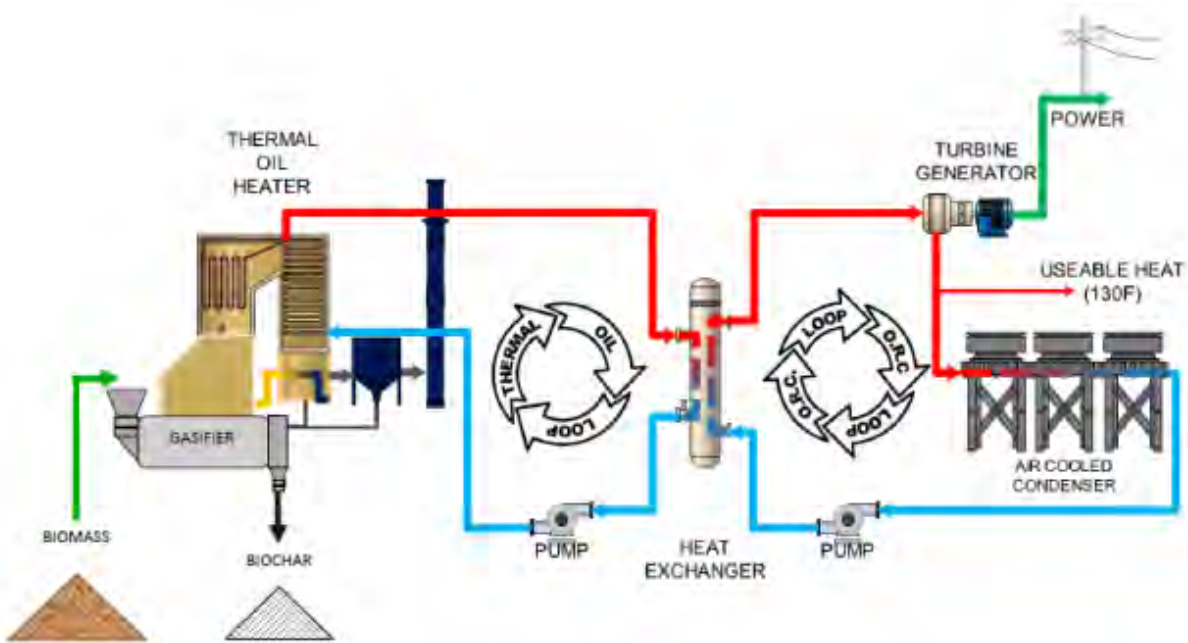 POWER
THERMAL
OIL
HEATER
TURBINE
GENERATOR
USEABLE HEAT
(130F)
THERMAL
OIL
LOOP
LOOP
O.R.C
LOOP
O.R.C.
GASIFIER
AIR COOLED
CONDENSER
BIOMASS
BIOCHAR
PUMP
HEAT
EXCHANGER
PUMP